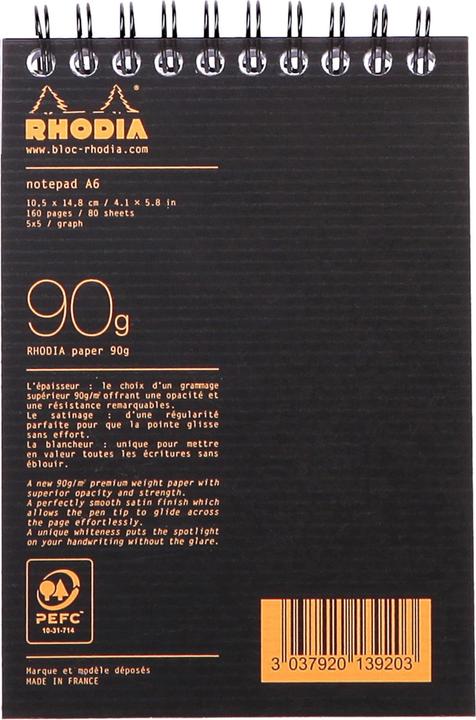 RHODIA
www.bloc-rhodia.com
notepad A6
10.5 x 14.8 cm / 4.1 × 5.8 in
160 pages / 80 sheets
5x5 / graph
90g
RHODIA paper 90g
L'épaisseur : le choix d'un grammage
supérieur 90g/m² offrant une opacité et
une résistance remarquables.
Le satinage : d'une régularité
parfaite pour que la pointe glisse
sans effort.
La blancheur : unique pour mettre
en valeur toutes les écritures sans
éblouir.
A new 90g/m² premium weight paper with
superior opacity and strength.
A perfectly smooth satin finish which
allows the pen tip to glide across
the page effortlessly.
A unique whiteness puts the spotlight
on your handwriting without the glare.
PEFC™
10-31-714
3 037920 139203
Marque et modèle déposés
MADE IN FRANCE